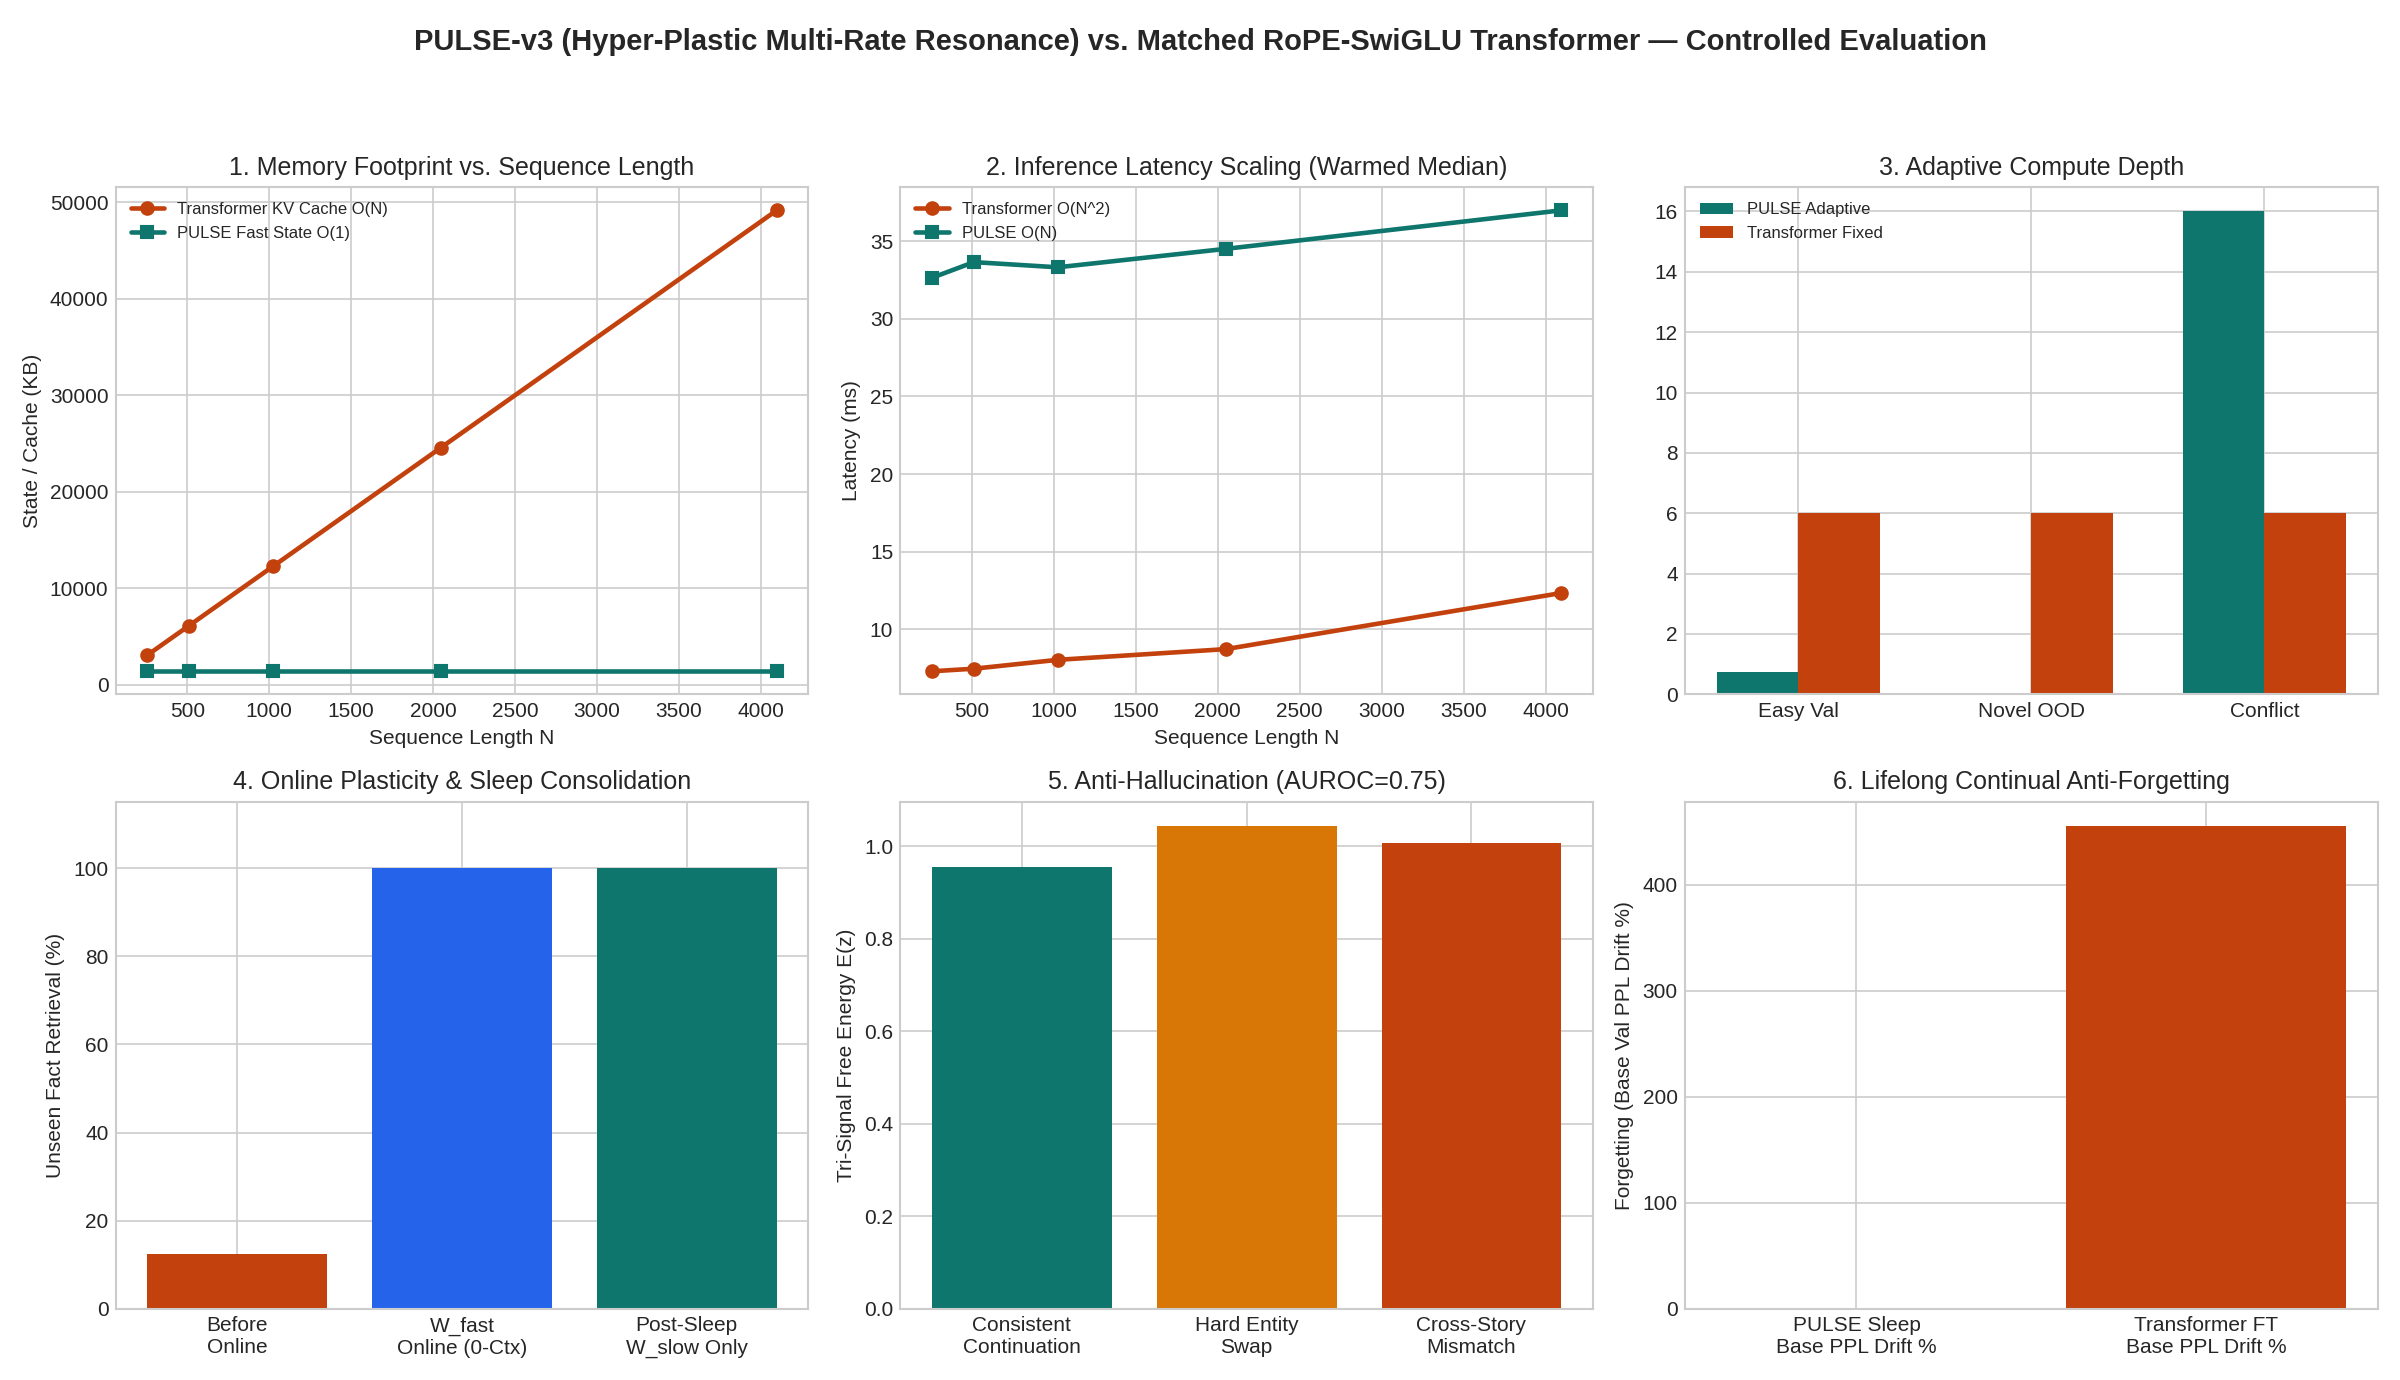 PULSE-v3 (Hyper-Plastic Multi-Rate Resonance) vs. Matched RoPE-SwiGLU Transformer — Controlled Evaluation
1. Memory Footprint vs. Sequence Length
Transformer KV Cache O(N)
PULSE Fast State O(1)
State / Cache (KB)
50000
40000
30000
20000
10000
0
500 1000 1500 2000 2500 3000 3500 4000
Sequence Length N
2. Inference Latency Scaling (Warmed Median)
Transformer O(N^2)
PULSE O(N)
Latency (ms)
35
30
25
20
15
10
500 1000 1500 2000 2500 3000 3500 4000
Sequence Length N
3. Adaptive Compute Depth
PULSE Adaptive
Transformer Fixed
16
14
12
10
8
6
4
2
0
Easy Val Novel OOD Conflict
4. Online Plasticity & Sleep Consolidation
Unseen Fact Retrieval (%)
100
80
60
40
20
0
Before
Online
W_fast
Online (0-Ctx)
Post-Sleep
W_slow Only
5. Anti-Hallucination (AUROC=0.75)
Tri-Signal Free Energy E(z)
1.0
0.8
0.6
0.4
0.2
0.0
Consistent
Continuation
Hard Entity
Swap
Cross-Story
Mismatch
6. Lifelong Continual Anti-Forgetting
Forgetting (Base Val PPL Drift %)
400
300
200
100
0
PULSE Sleep
Base PPL Drift %
Transformer FT
Base PPL Drift %